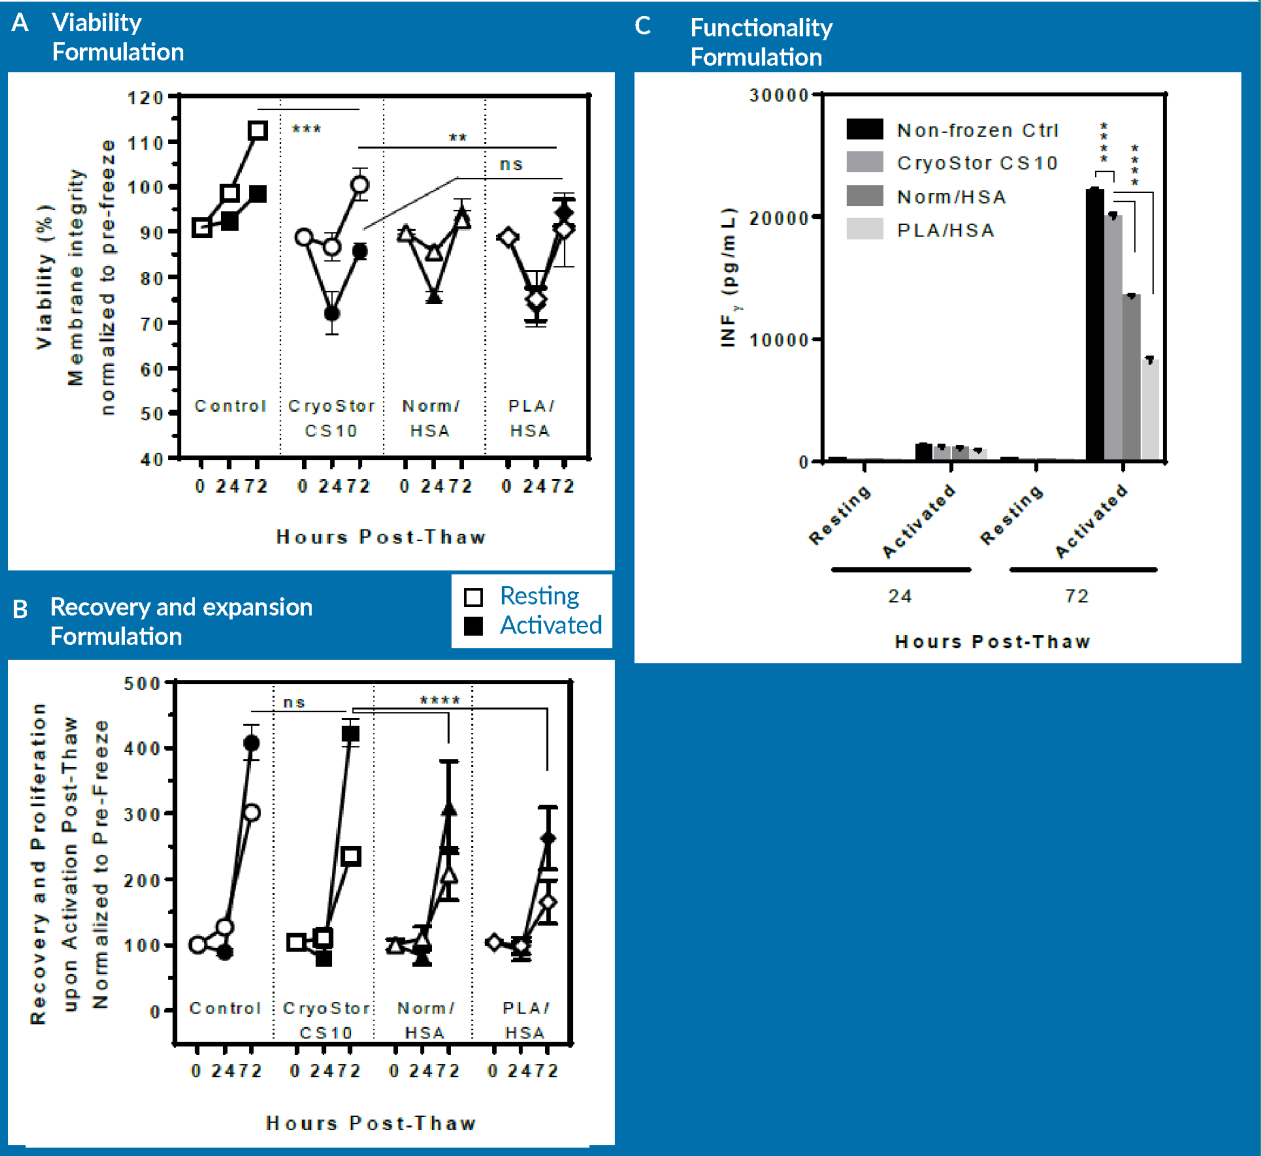 A Viability
Formulation
120
110
100
90
80
70
60
50
40
Viability (%)
Membrane integrity
normalized to pre-freeze
***
**
ns
Control
CryoStor
CS10
Norm/
HSA
PLA/
HSA
0 24 72 0 24 72 0 24 72 0 24 72
Hours Post-Thaw
B Recovery and expansion
Formulation
Resting
Activated
500
400
300
200
100
0
Recovery and Proliferation
upon Activation Post-Thaw
Normalized to Pre-Freeze
ns
****
Control
CryoStor
CS10
Norm/
HSA
PLA/
HSA
0 24 72 0 24 72 0 24 72 0 24 72
Hours Post-Thaw
C Functionality
Formulation
30000
20000
10000
0
INFγ (pg/mL)
Non-frozen Ctrl
CryoStor CS10
Norm/HSA
PLA/HSA
****
****
Resting
Activated
Resting
Activated
24
72
Hours Post-Thaw